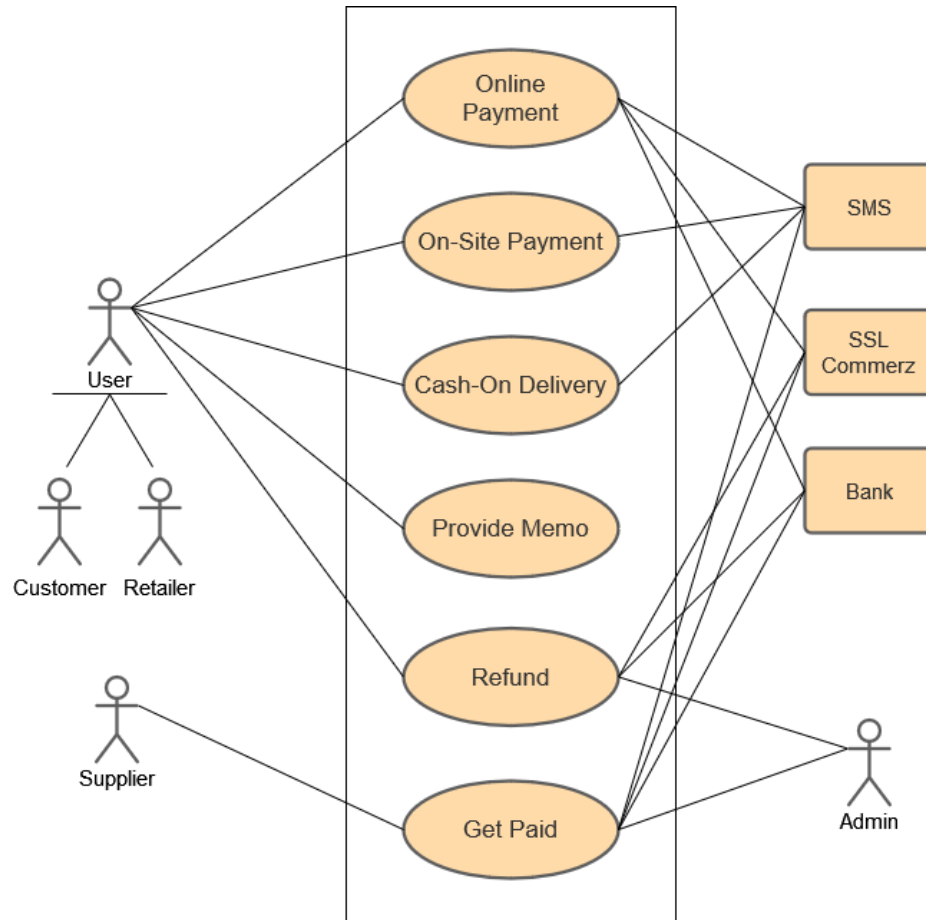 Online
Payment
SMS
On-Site Payment
SSL
Commerz
User
Cash-On Delivery
Bank
Provide Memo
Customer
Retailer
Refund
Supplier
Get Paid
Admin